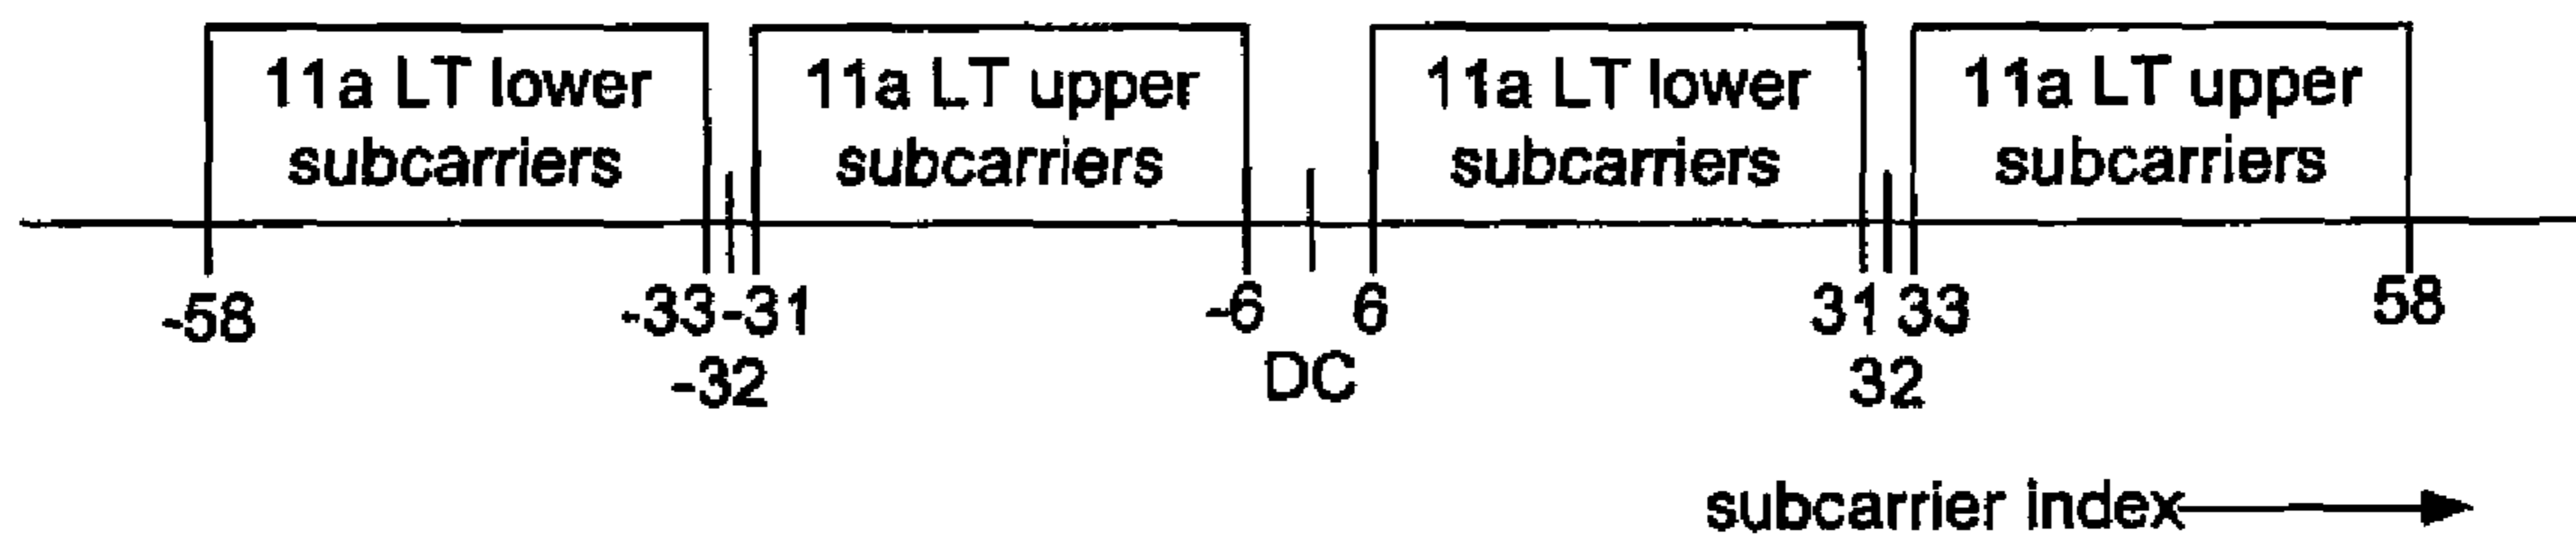 11a LT lower
subcarriers
11a LT upper
subcarriers
11a LT lower
subcarriers
11a LT upper
subcarriers
-58
-33
-31
-6
6
31
33
58
-32
DC
32
subcarrier index